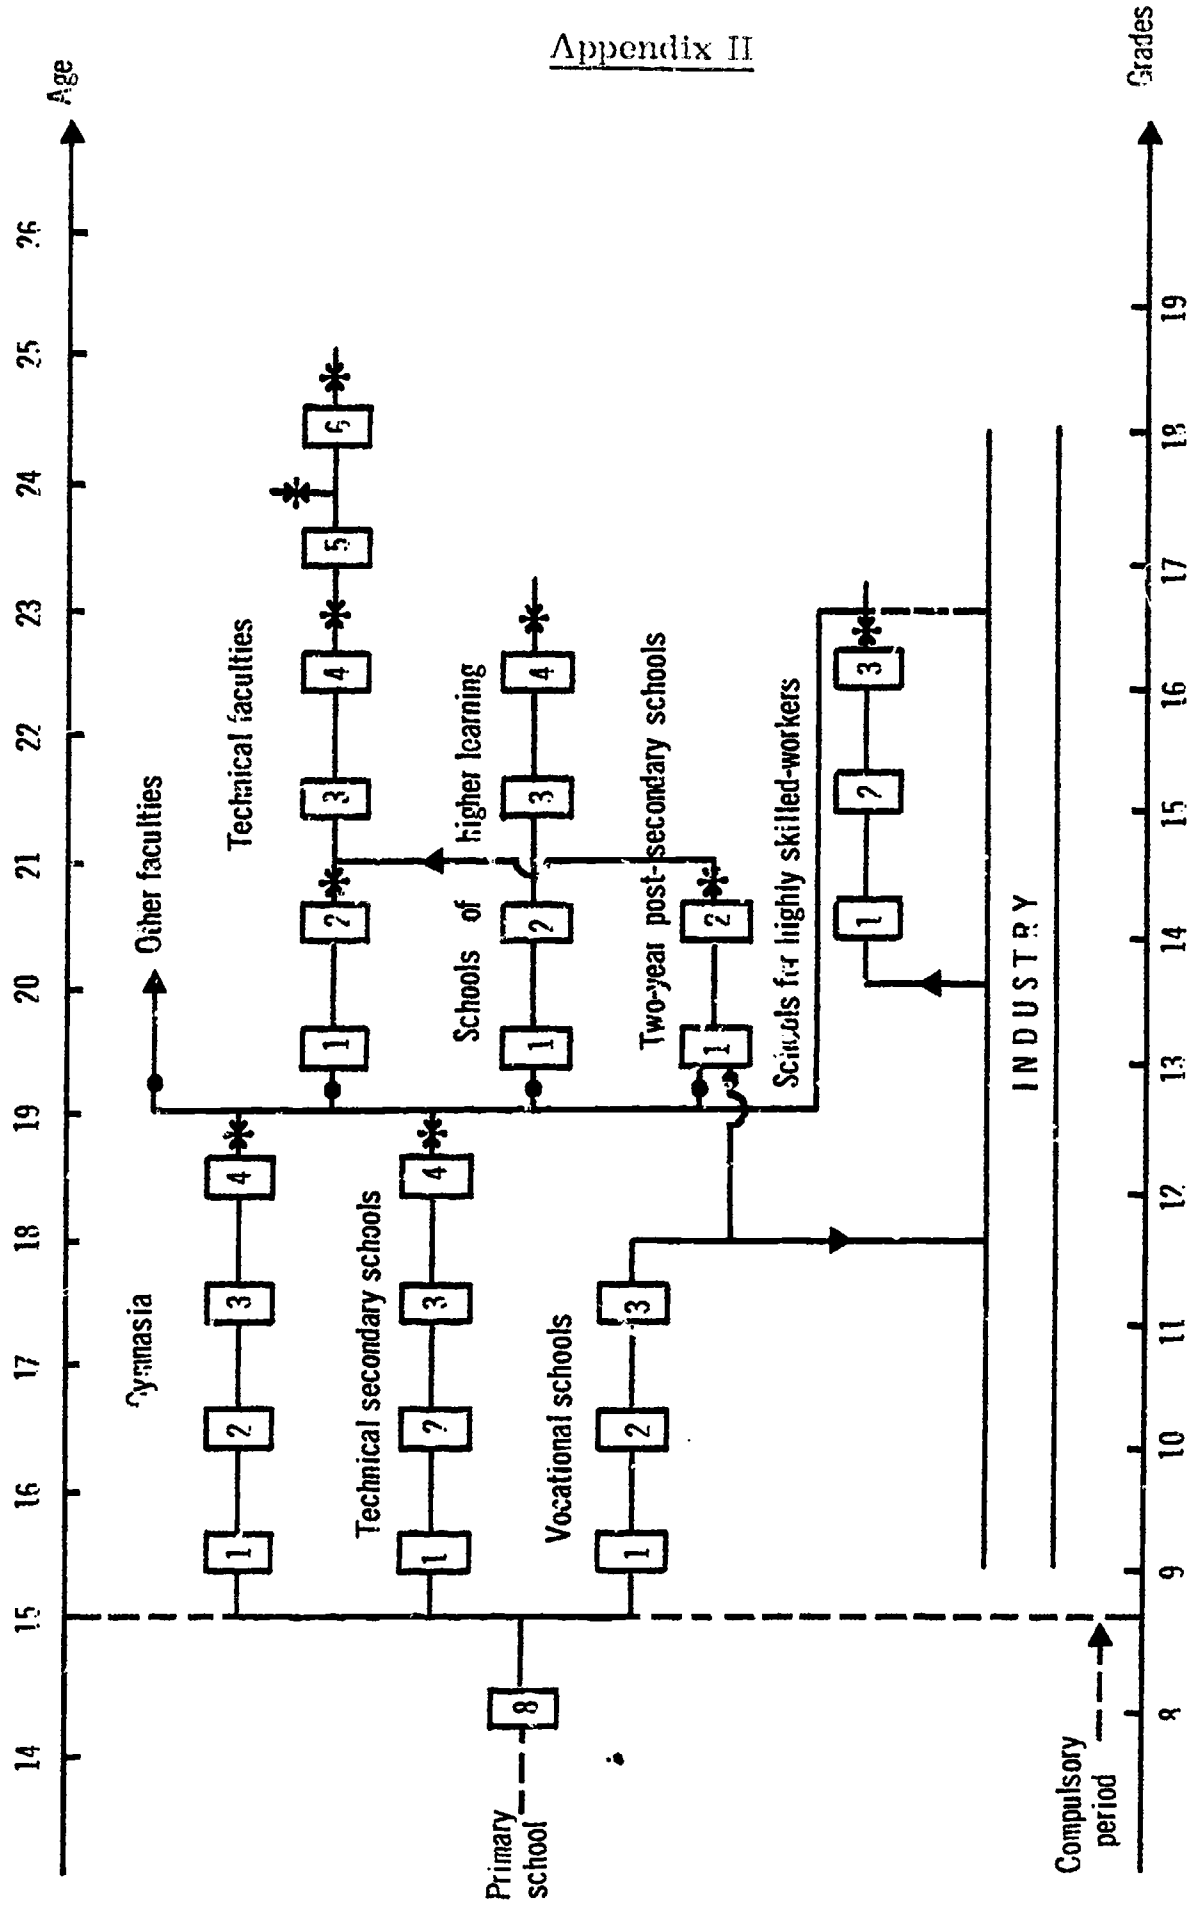 Appendix II
Age
14 15 16 17 18 19 20 21 22 23 24 25 26
Gymnasia
1 2 3 4
Other faculties
Technical faculties
1 2 3 4 5 6
Technical secondary schools
1 2 3 4
Schools of higher learning
1 2 3 4
Primary
school
8
Vocational schools
1 2 3
Two-year post-secondary schools
1 2
Schools for highly skilled-workers
1 2 3
INDUSTRY
Compulsory
period
8 9 10 11 12 13 14 15 16 17 18 19
Grades